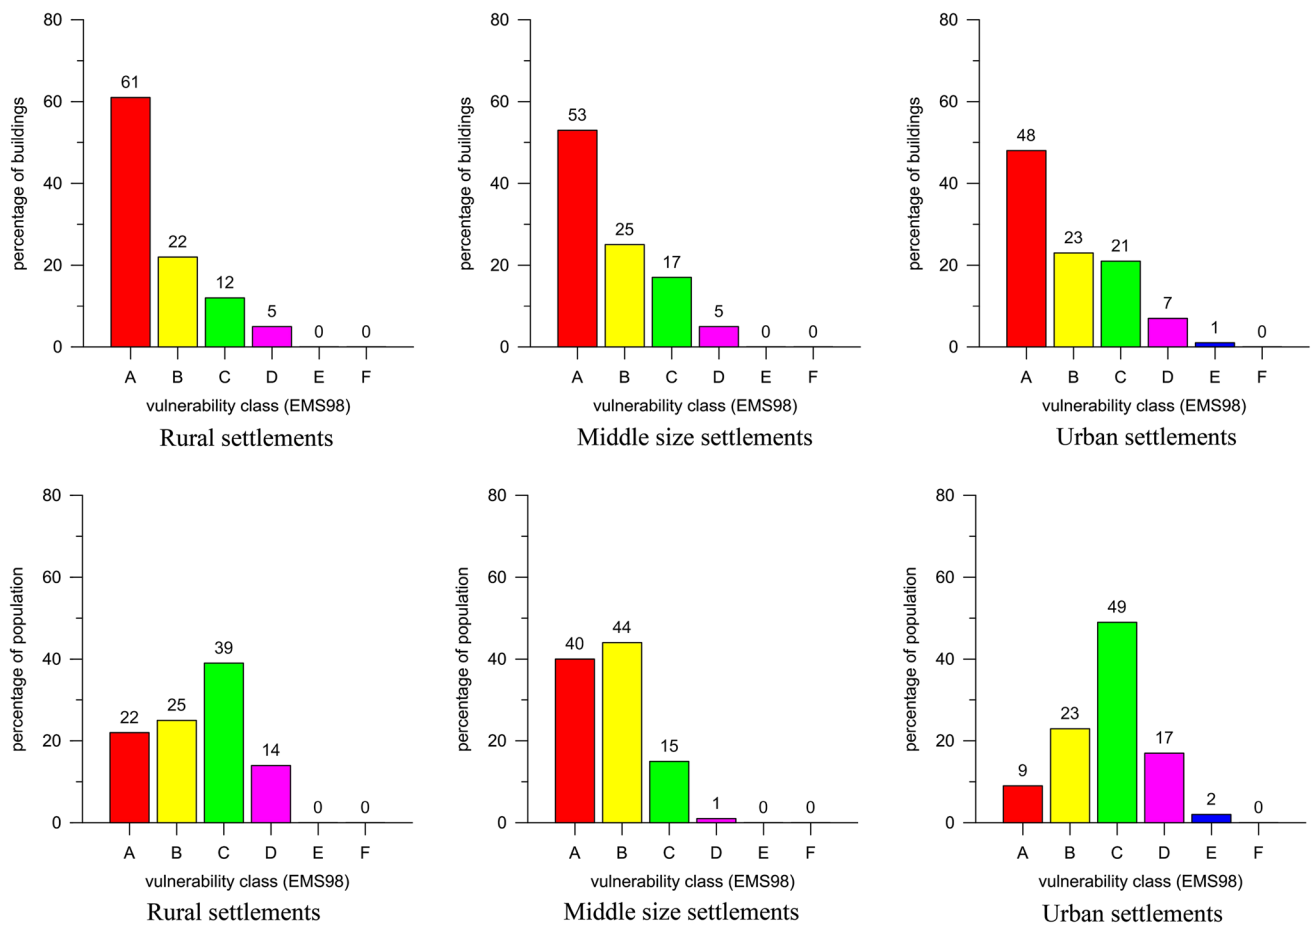 80
60
40
20
0
percentage of buildings
61
22
12
5
0
0
A B C D E F
vulnerability class (EMS98)
Rural settlements
80
60
40
20
0
percentage of buildings
53
25
17
5
0
0
A B C D E F
vulnerability class (EMS98)
Middle size settlements
80
60
40
20
0
percentage of buildings
48
23
21
7
1
0
A B C D E F
vulnerability class (EMS98)
Urban settlements
80
60
40
20
0
percentage of population
22
25
39
14
0
0
A B C D E F
vulnerability class (EMS98)
Rural settlements
80
60
40
20
0
percentage of population
40
44
15
1
0
0
A B C D E F
vulnerability class (EMS98)
Middle size settlements
80
60
40
20
0
percentage of population
9
23
49
17
2
0
A B C D E F
vulnerability class (EMS98)
Urban settlements